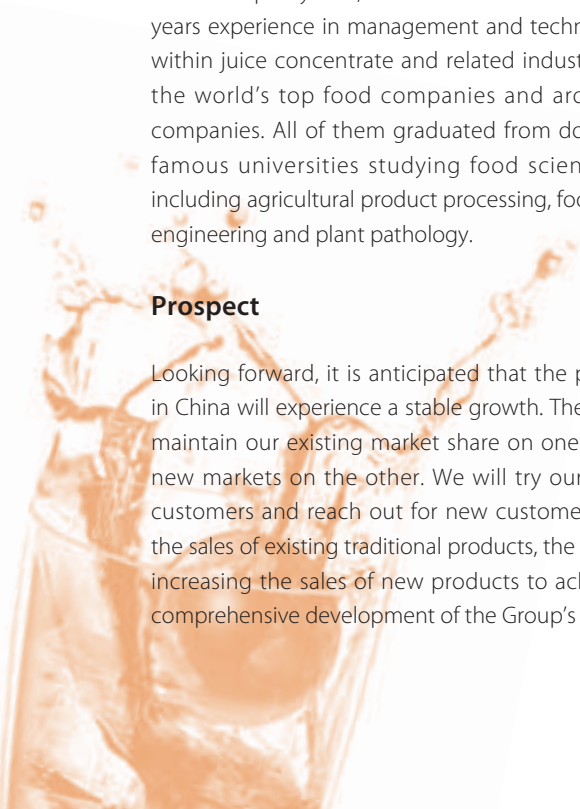 years experience in management and techn
within juice concentrate and related indust
the world's top food companies and aro
companies. All of them graduated from do
famous universities studying food scien
including agricultural product processing, foo
engineering and plant pathology.
Prospect
Looking forward, it is anticipated that the p
in China will experience a stable growth. The
maintain our existing market share on one
new markets on the other. We will try our
customers and reach out for new custome
the sales of existing traditional products, the
increasing the sales of new products to ach
comprehensive development of the Group's